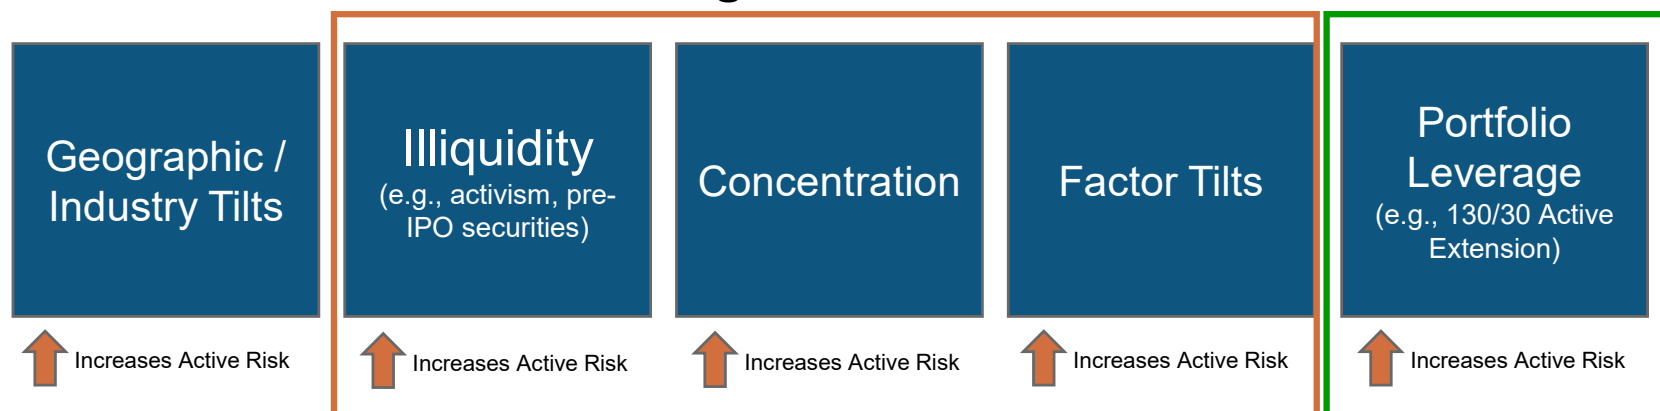 Geographic /
Industry Tilts
Illiquidity
(e.g., activism, pre-
IPO securities)
Concentration
Factor Tilts
Portfolio
Leverage
(e.g., 130/30 Active
Extension)
Increases Active Risk
Increases Active Risk
Increases Active Risk
Increases Active Risk
Increases Active Risk